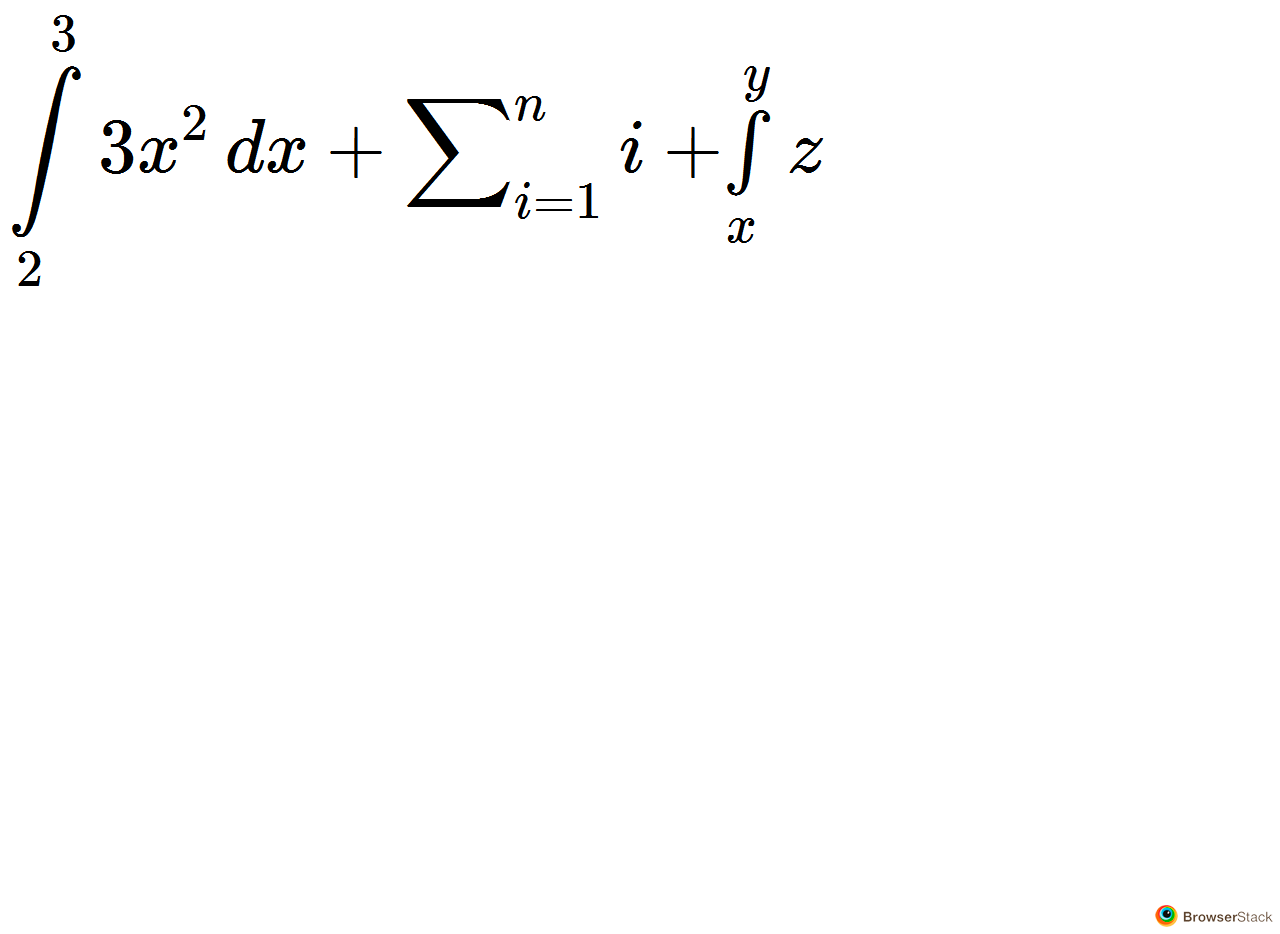 ∫₂³ 3x² dx + ∑ᵢ₌₁ⁿ i + ∫ₓʸ z
BrowserStack